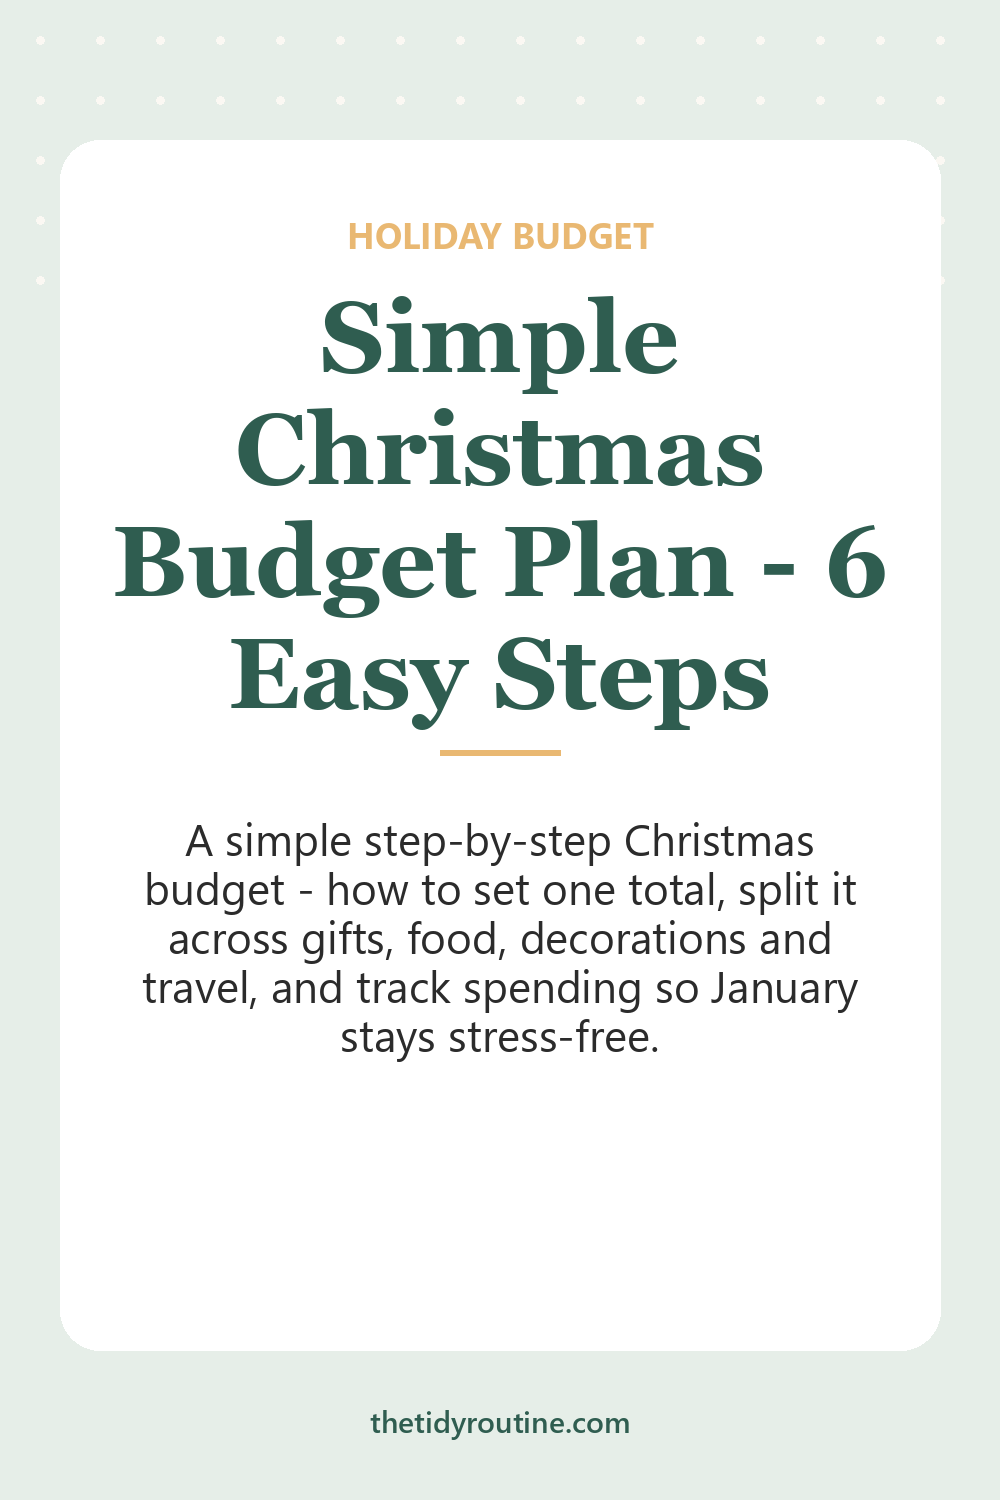 HOLIDAY BUDGET
Simple
Christmas
Budget Plan - 6
Easy Steps
A simple step-by-step Christmas
budget - how to set one total, split it
across gifts, food, decorations and
travel, and track spending so January
stays stress-free.
thetidyroutine.com